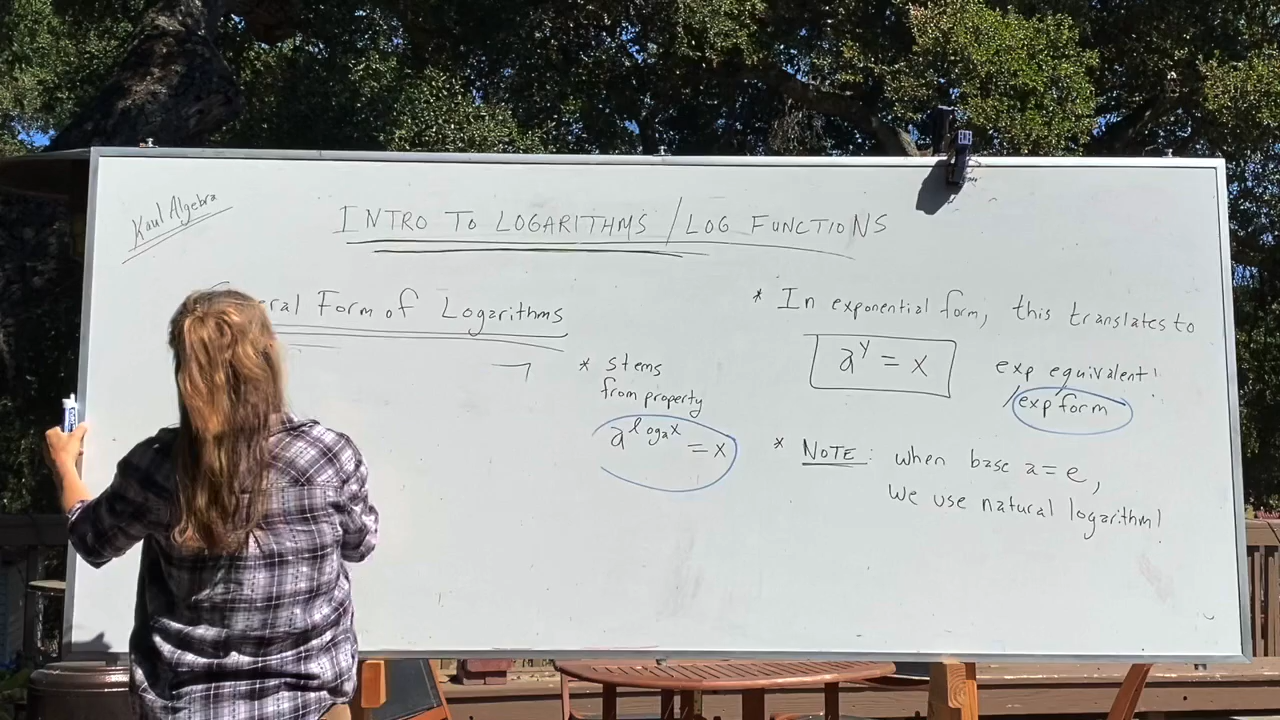 Kaul Algebra
INTRO TO LOGARITHMS / LOG FUNCTIONS
eral Form of Logarithms
* stems
from property
a^{log_a x} = x
* In exponential form, this translates to
a^y = x
exp equivalent!
/ exp form
* NOTE: when base a = e,
we use natural logarithm!